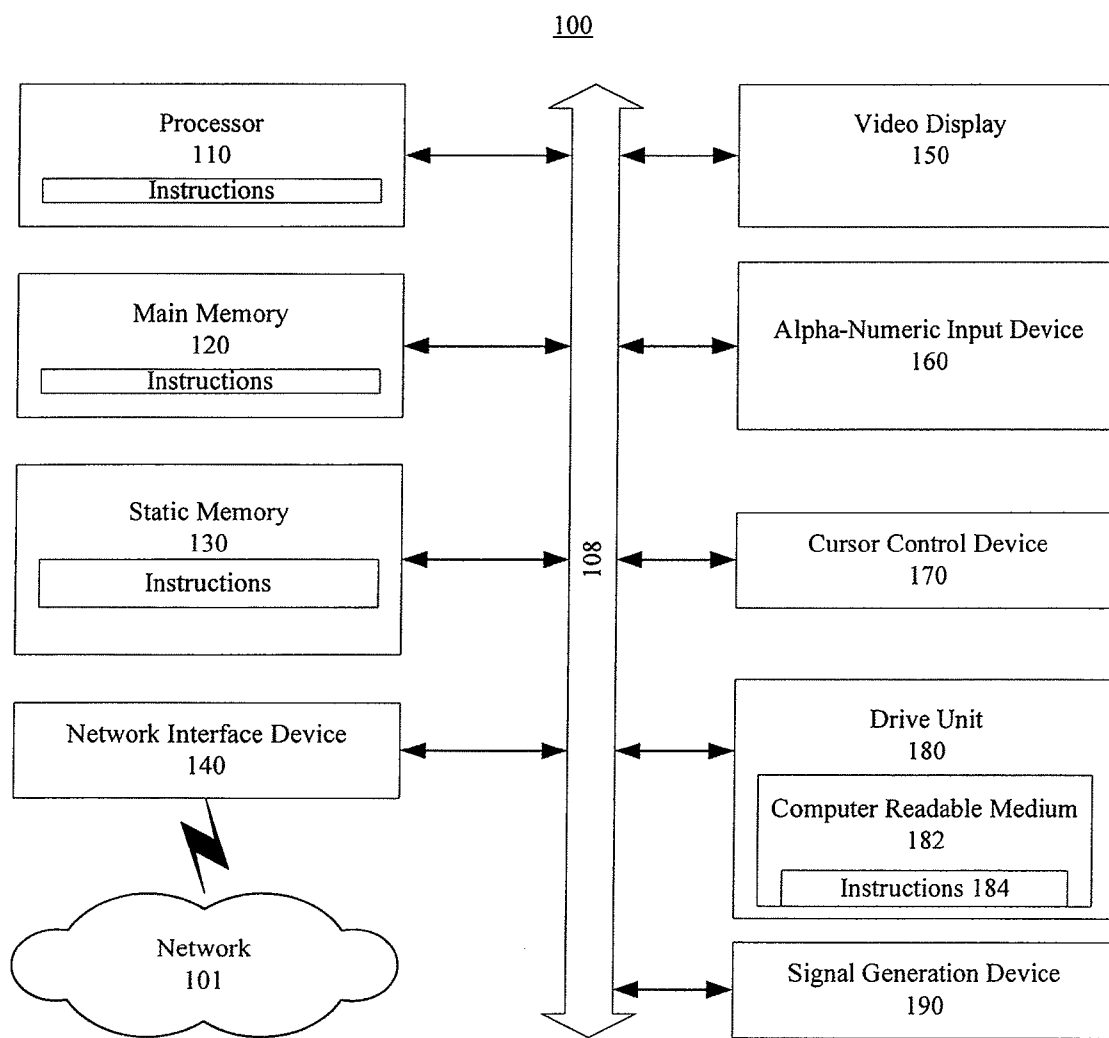 100
Processor
110
Instructions
Main Memory
120
Instructions
Static Memory
130
Instructions
Network Interface Device
140
Network
101
108
Video Display
150
Alpha-Numeric Input Device
160
Cursor Control Device
170
Drive Unit
180
Computer Readable Medium
182
Instructions 184
Signal Generation Device
190